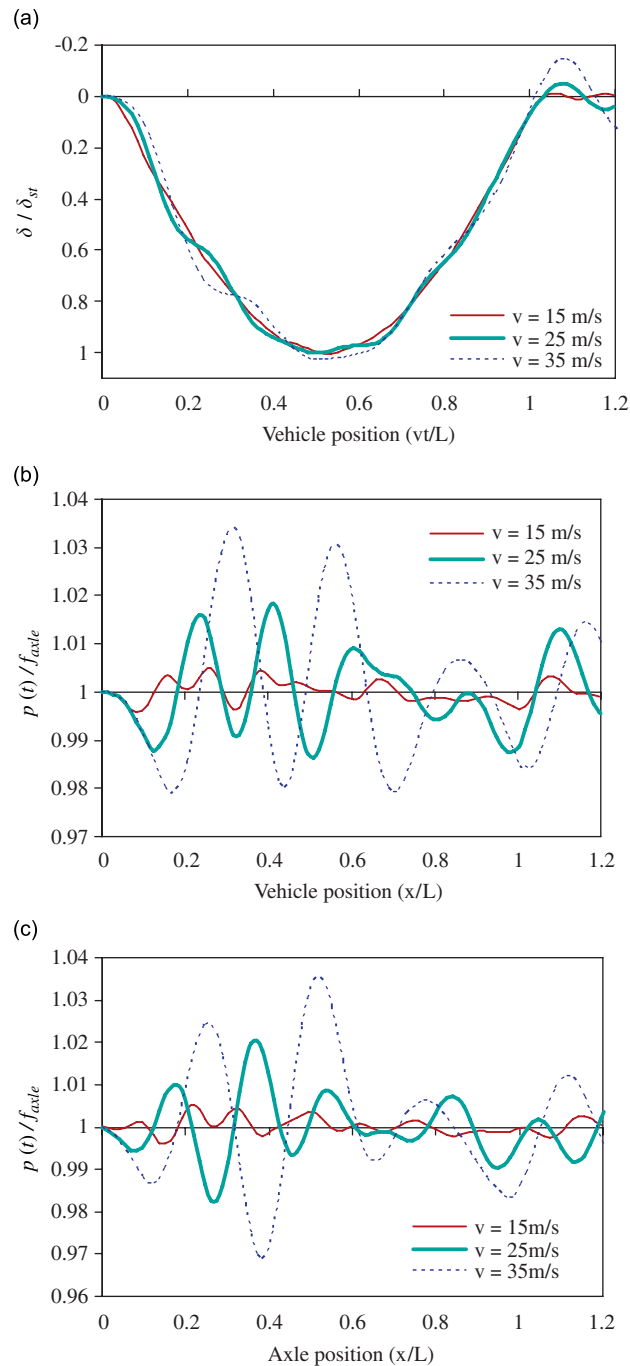 (a)
-0.2
0
0.2
0.4
0.6
0.8
1
δ / δst
0 0.2 0.4 0.6 0.8 1 1.2
Vehicle position (vt/L)
v = 15 m/s
v = 25 m/s
v = 35 m/s
(b)
1.04
1.03
1.02
1.01
1
0.99
0.98
0.97
p (t) / faxle
0 0.2 0.4 0.6 0.8 1 1.2
Vehicle position (x/L)
v = 15 m/s
v = 25 m/s
v = 35 m/s
(c)
1.04
1.03
1.02
1.01
1
0.99
0.98
0.97
0.96
p (t) / faxle
0 0.2 0.4 0.6 0.8 1 1.2
Axle position (x/L)
v = 15m/s
v = 25m/s
v = 35m/s